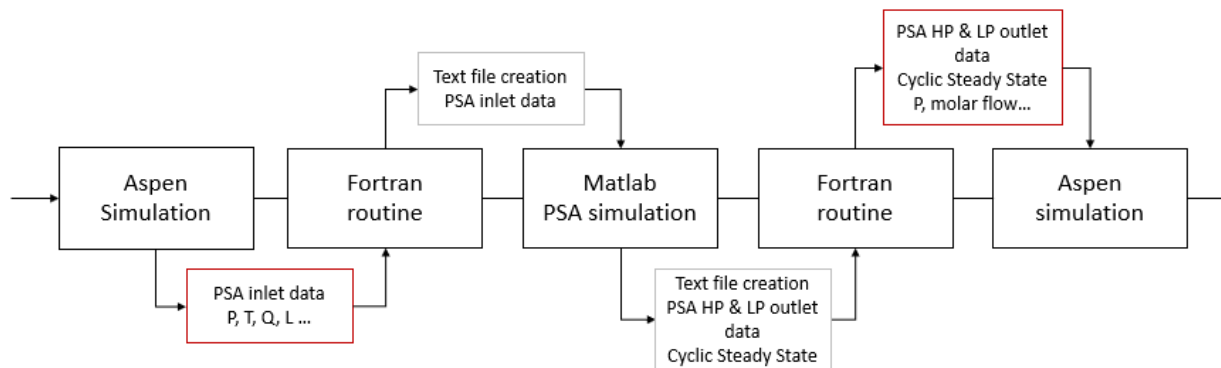 PSA HP & LP outlet
data
Cyclic Steady State
P, molar flow...
Text file creation
PSA inlet data
Aspen
Simulation
Fortran
routine
Matlab
PSA simulation
Fortran
routine
Aspen
simulation
PSA inlet data
P, T, Q, L ...
Text file creation
PSA HP & LP outlet
data
Cyclic Steady State